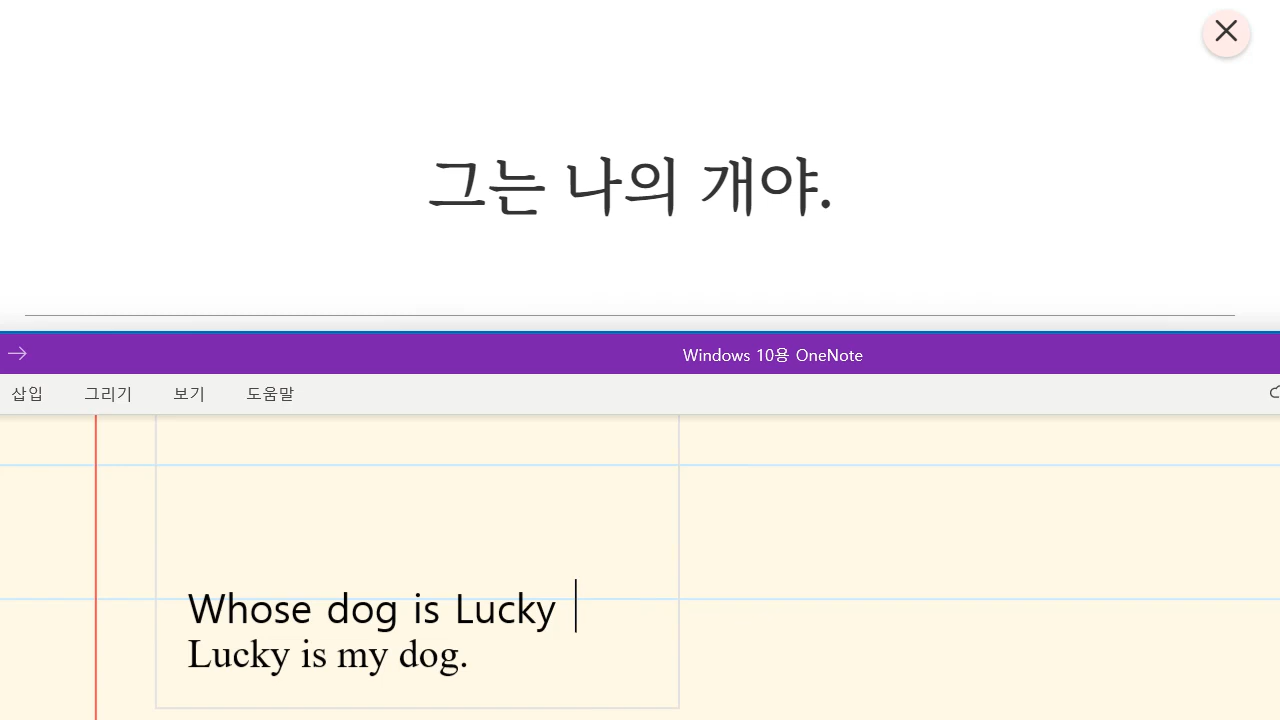 그는 나의 개야.
Windows 10용 OneNote
삽입 그리기 보기 도움말
Whose dog is Lucky
Lucky is my dog.